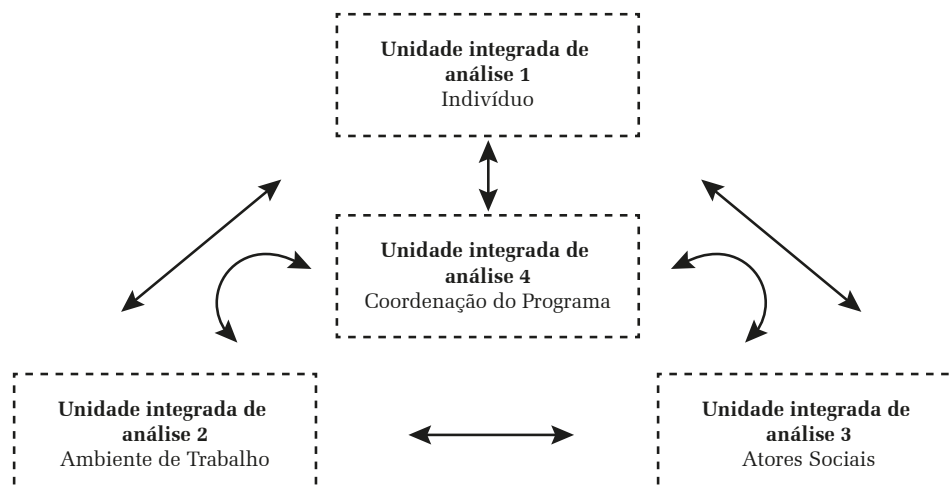 Unidade integrada de
análise 1
Indivíduo
Unidade integrada de
análise 4
Coordenação do Programa
Unidade integrada de
análise 2
Ambiente de Trabalho
Unidade integrada de
análise 3
Atores Sociais